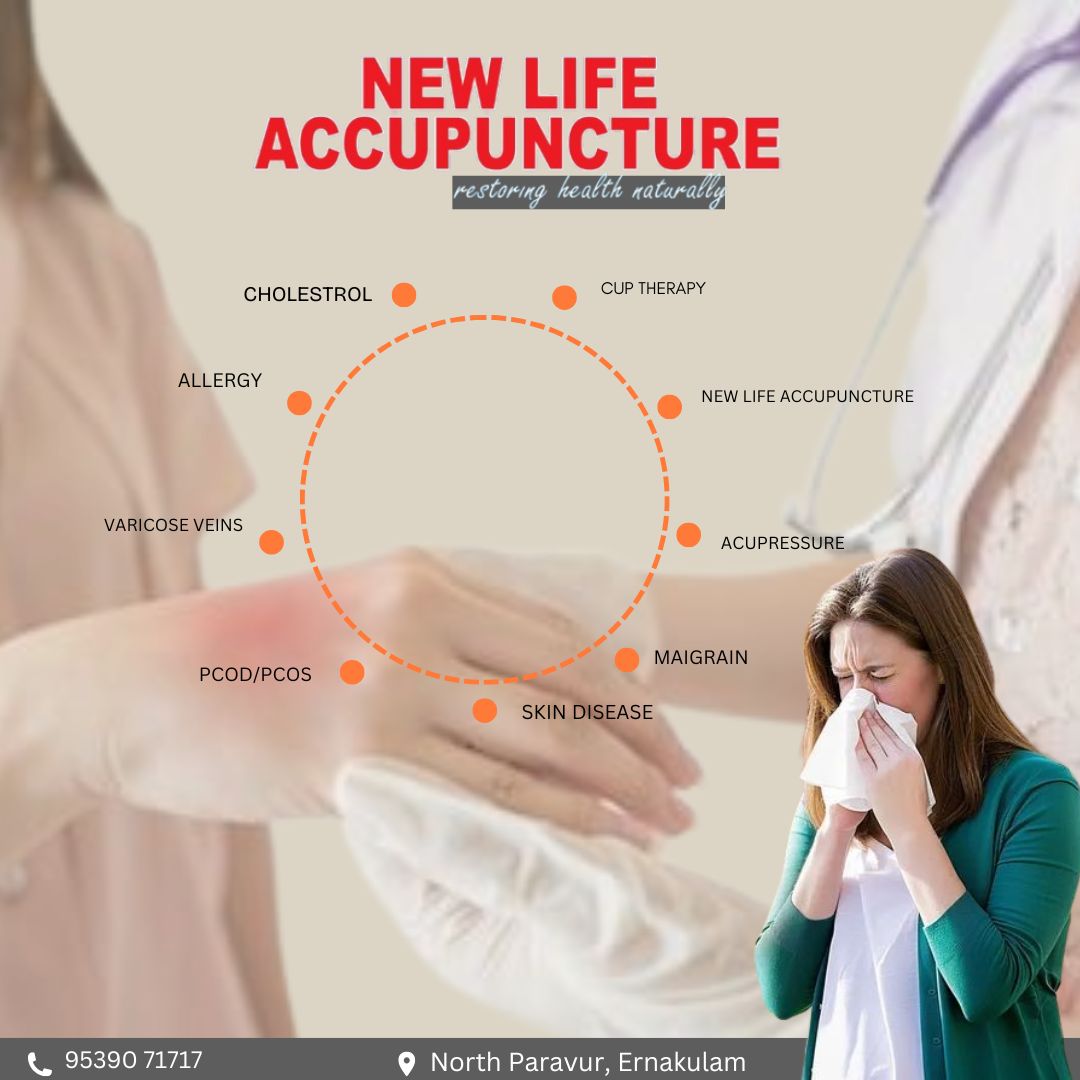 NEW LIFE
ACCUPUNCTURE
restoring health naturally
CHOLESTROL
CUP THERAPY
ALLERGY
NEW LIFE ACCUPUNCTURE
VARICOSE VEINS
ACUPRESSURE
PCOD/PCOS
MAIGRAIN
SKIN DISEASE
95390 71717
North Paravur, Ernakulam